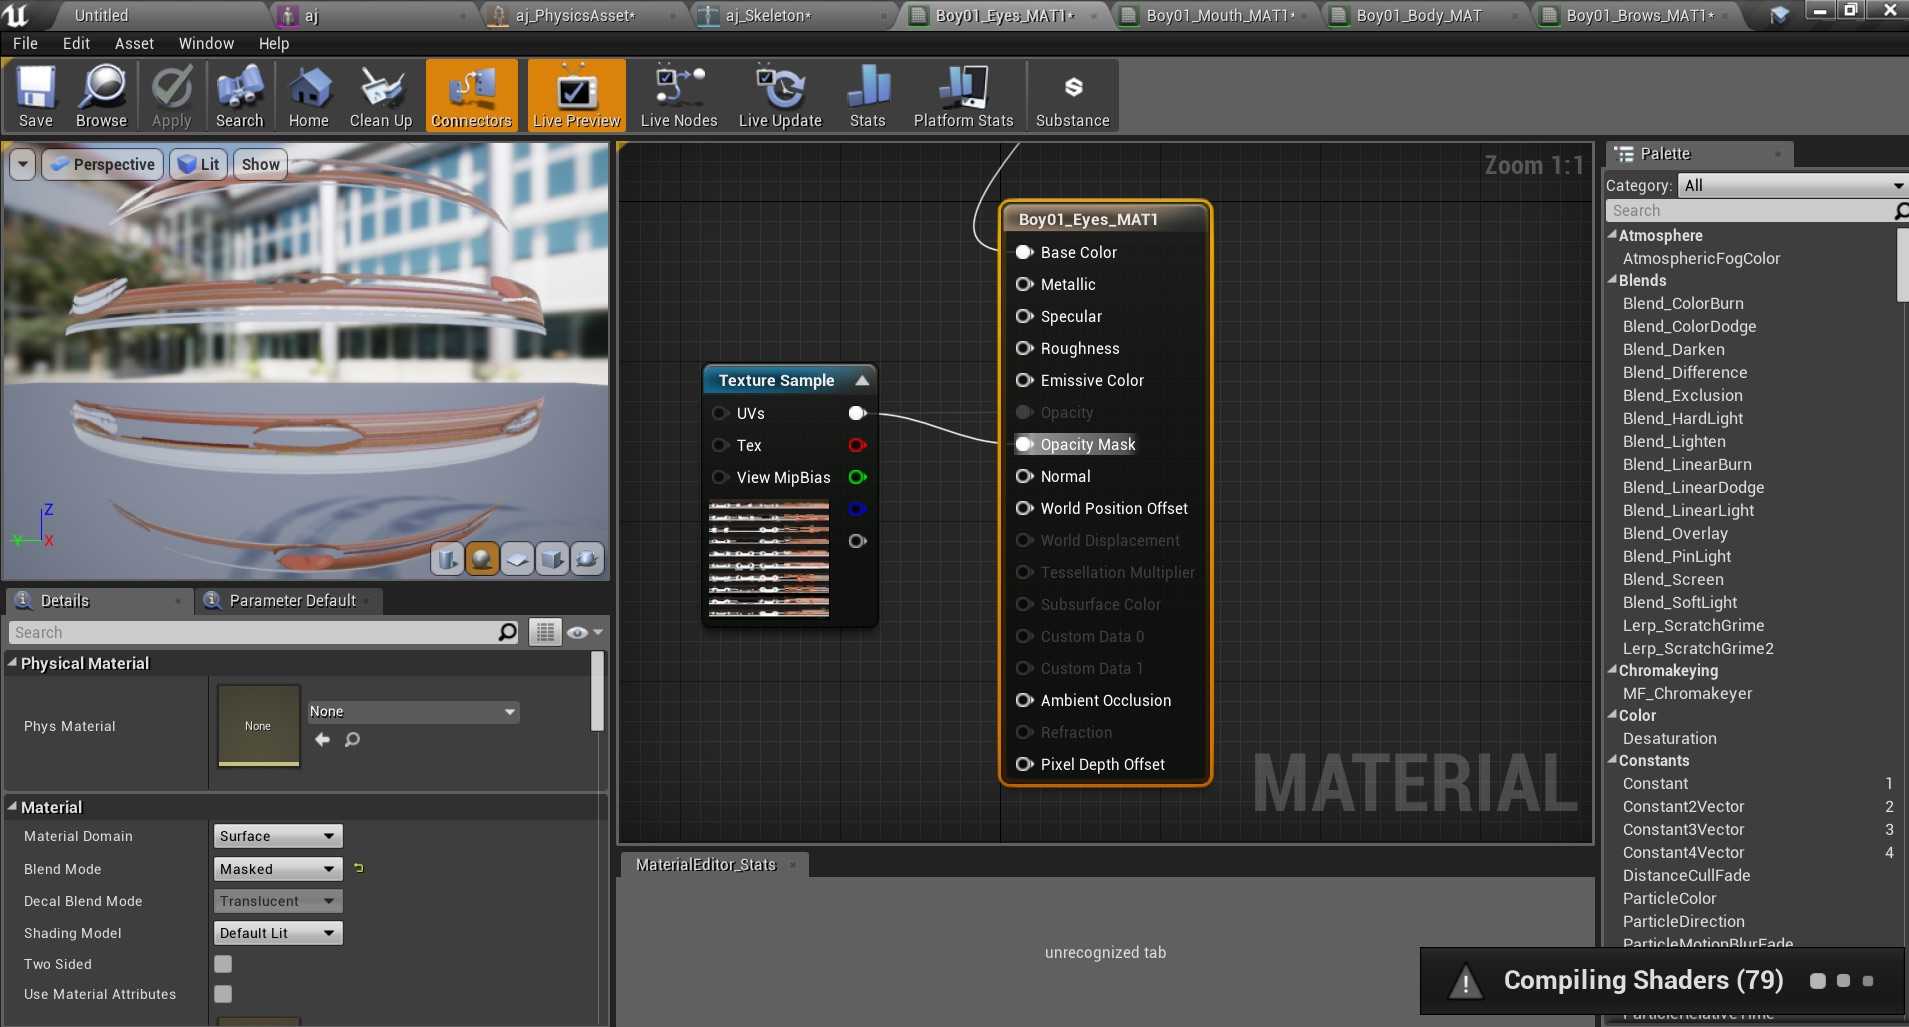 Untitled
aj
aj_PhysicsAsset*
aj_Skeleton*
Boy01_Eyes_MAT1*
Boy01_Mouth_MAT1*
Boy01_Body_MAT
Boy01_Brows_MAT1*
File Edit Asset Window Help
Save
Browse
Apply
Search
Home
Clean Up
Connectors
Live Preview
Live Nodes
Live Update
Stats
Platform Stats
Substance
Perspective
Lit
Show
Z
Y
X
Details
Parameter Default
Search
Physical Material
Phys Material
None
None
Material
Material Domain
Surface
Blend Mode
Masked
Decal Blend Mode
Translucent
Shading Model
Default Lit
Two Sided
Use Material Attributes
Zoom 1:1
Texture Sample
UVs
Tex
View MipBias
Boy01_Eyes_MAT1
Base Color
Metallic
Specular
Roughness
Emissive Color
Opacity
Opacity Mask
Normal
World Position Offset
World Displacement
Tessellation Multiplier
Subsurface Color
Custom Data 0
Custom Data 1
Ambient Occlusion
Refraction
Pixel Depth Offset
MATERIAL
MaterialEditor_Stats
unrecognized tab
Palette
Category: All
Search
Atmosphere
AtmosphericFogColor
Blends
Blend_ColorBurn
Blend_ColorDodge
Blend_Darken
Blend_Difference
Blend_Exclusion
Blend_HardLight
Blend_Lighten
Blend_LinearBurn
Blend_LinearDodge
Blend_LinearLight
Blend_Overlay
Blend_PinLight
Blend_Screen
Blend_SoftLight
Lerp_ScratchGrime
Lerp_ScratchGrime2
Chromakeying
MF_Chromakeyer
Color
Desaturation
Constants
Constant 1
Constant2Vector 2
Constant3Vector 3
Constant4Vector 4
DistanceCullFade
ParticleColor
ParticleDirection
ParticleMotionBlurFade
Compiling Shaders (79)
ParticleRelativeTime